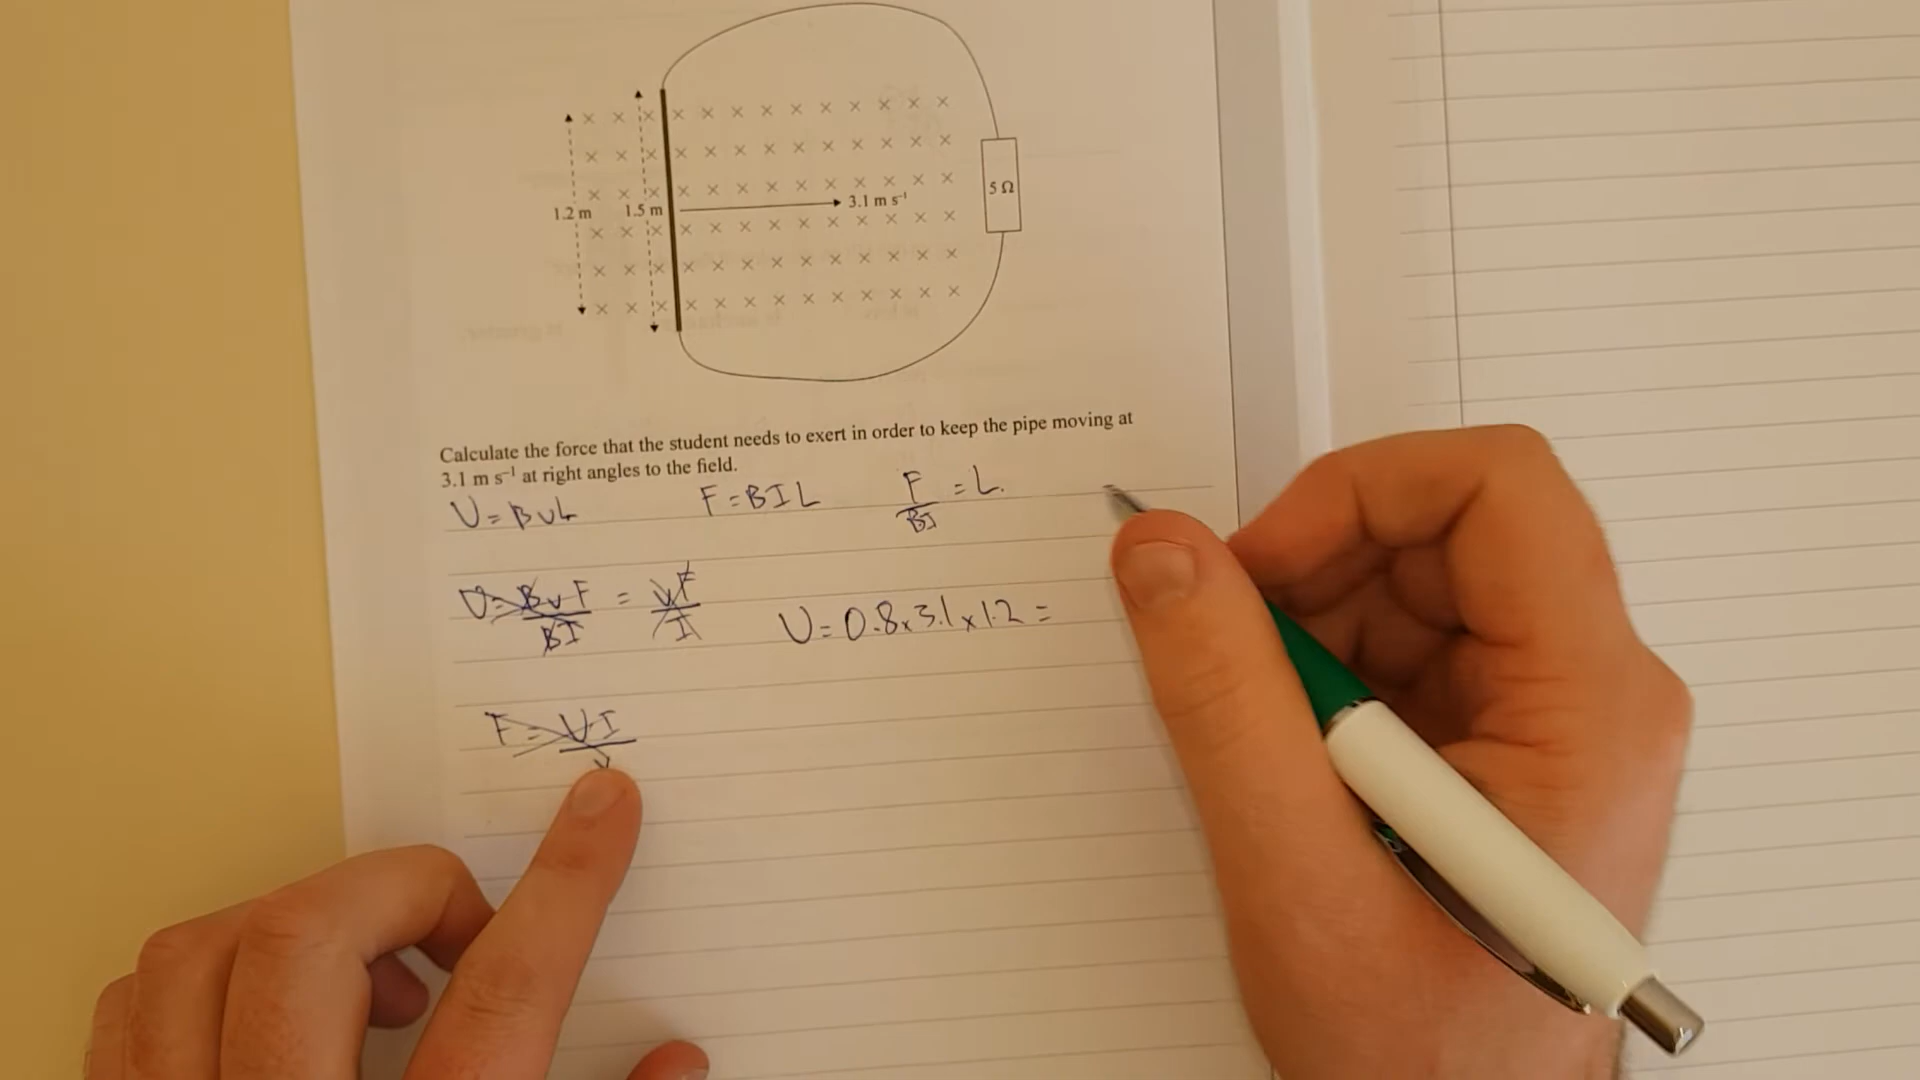 1.2 m
1.5 m
3.1 m s⁻¹
5 Ω
Calculate the force that the student needs to exert in order to keep the pipe moving at
3.1 m s⁻¹ at right angles to the field.
U = BvL F = BIL F/BI = L
U = BvF/BI = vF/I U = 0.8 x 3.1 x 1.2 =
F = UI/v